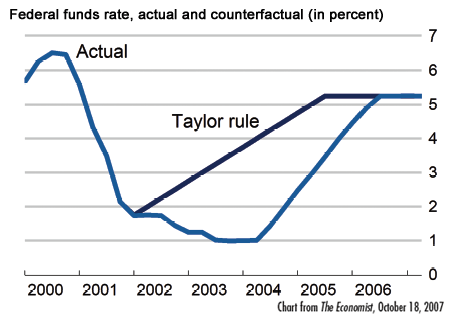 Federal funds rate, actual and counterfactual (in percent)
7
Actual
6
5
Taylor rule
4
3
2
1
0
2000 2001 2002 2003 2004 2005 2006
Chart from The Economist, October 18, 2007